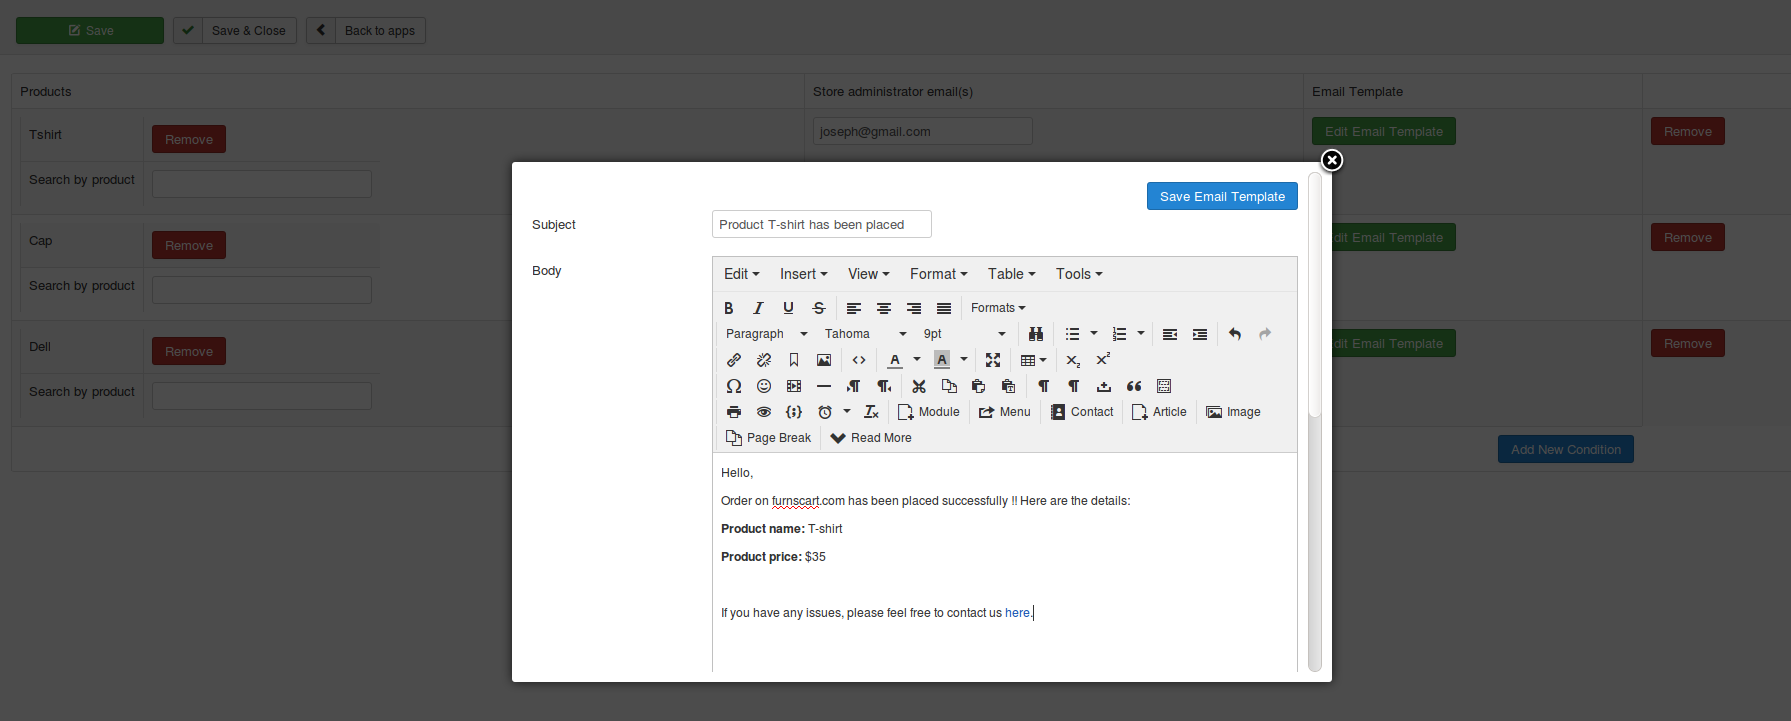 Save
Save & Close
Back to apps
Products
Store administrator email(s)
Email Template
Tshirt
Remove
joseph@gmail.com
Edit Email Template
Remove
Search by product
Cap
Remove
dit Email Template
Remove
Search by product
Dell
Remove
dit Email Template
Remove
Search by product
Add New Condition
Save Email Template
Subject
Product T-shirt has been placed
Body
Edit Insert View Format Table Tools
B I U S Formats
Paragraph Tahoma 9pt
A A X₂ X²
Module Menu Contact Article Image
Page Break Read More
Hello,
Order on furnscart.com has been placed successfully !! Here are the details:
Product name: T-shirt
Product price: $35
If you have any issues, please feel free to contact us here.